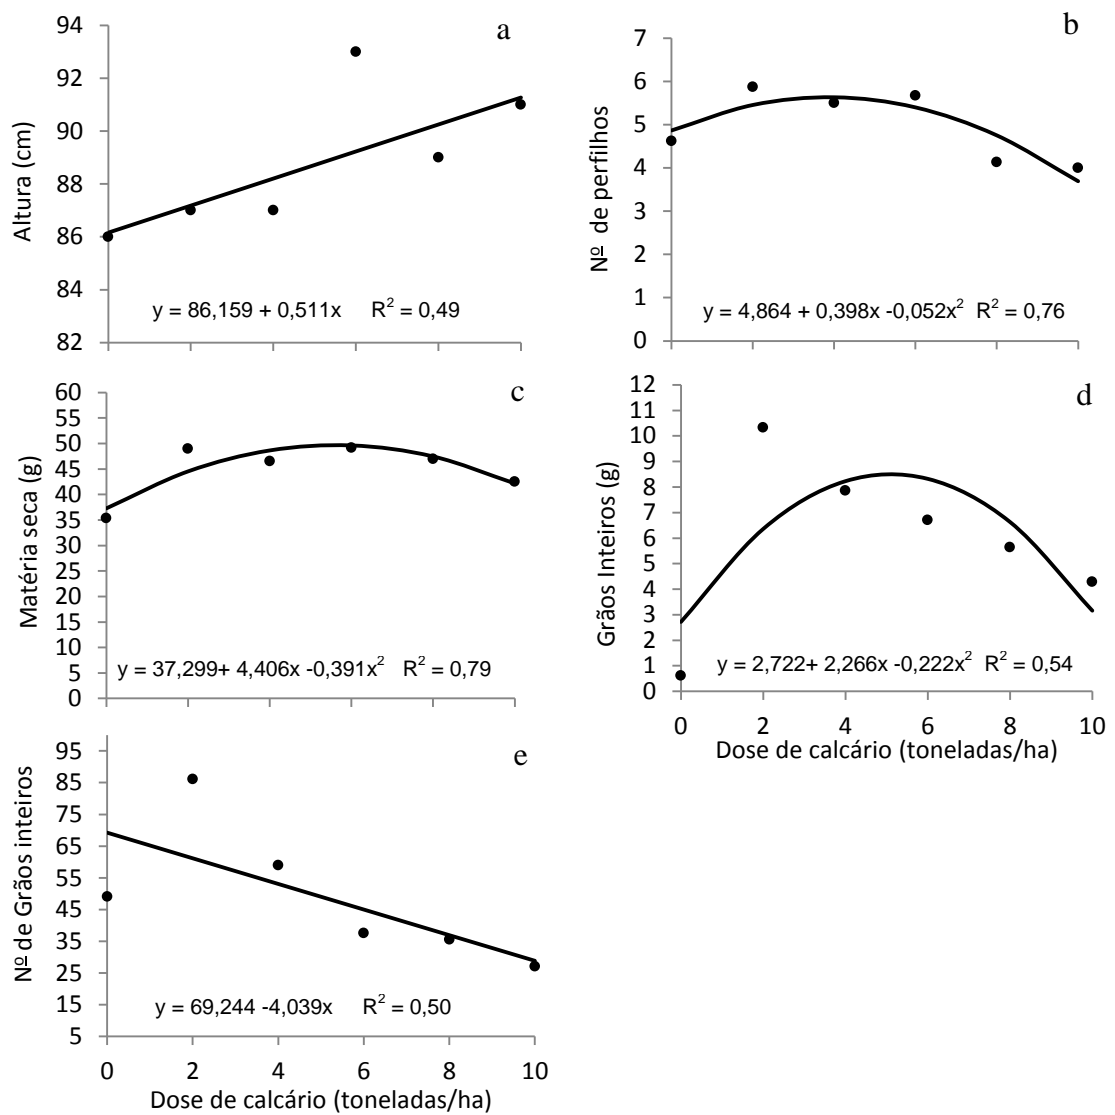 a
94
92
90
88
86
84
82
Altura (cm)
y = 86,159 + 0,511x R² = 0,49
b
7
6
5
4
3
2
1
0
Nº de perfilhos
y = 4,864 + 0,398x -0,052x² R² = 0,76
c
60
55
50
45
40
35
30
25
20
15
10
5
0
Matéria seca (g)
y = 37,299+ 4,406x -0,391x² R² = 0,79
d
12
11
10
9
8
7
6
5
4
3
2
1
0
Grãos Inteiros (g)
y = 2,722+ 2,266x -0,222x² R² = 0,54
0 2 4 6 8 10
Dose de calcário (toneladas/ha)
e
95
85
75
65
55
45
35
25
15
5
Nº de Grãos inteiros
y = 69,244 -4,039x R² = 0,50
0 2 4 6 8 10
Dose de calcário (toneladas/ha)